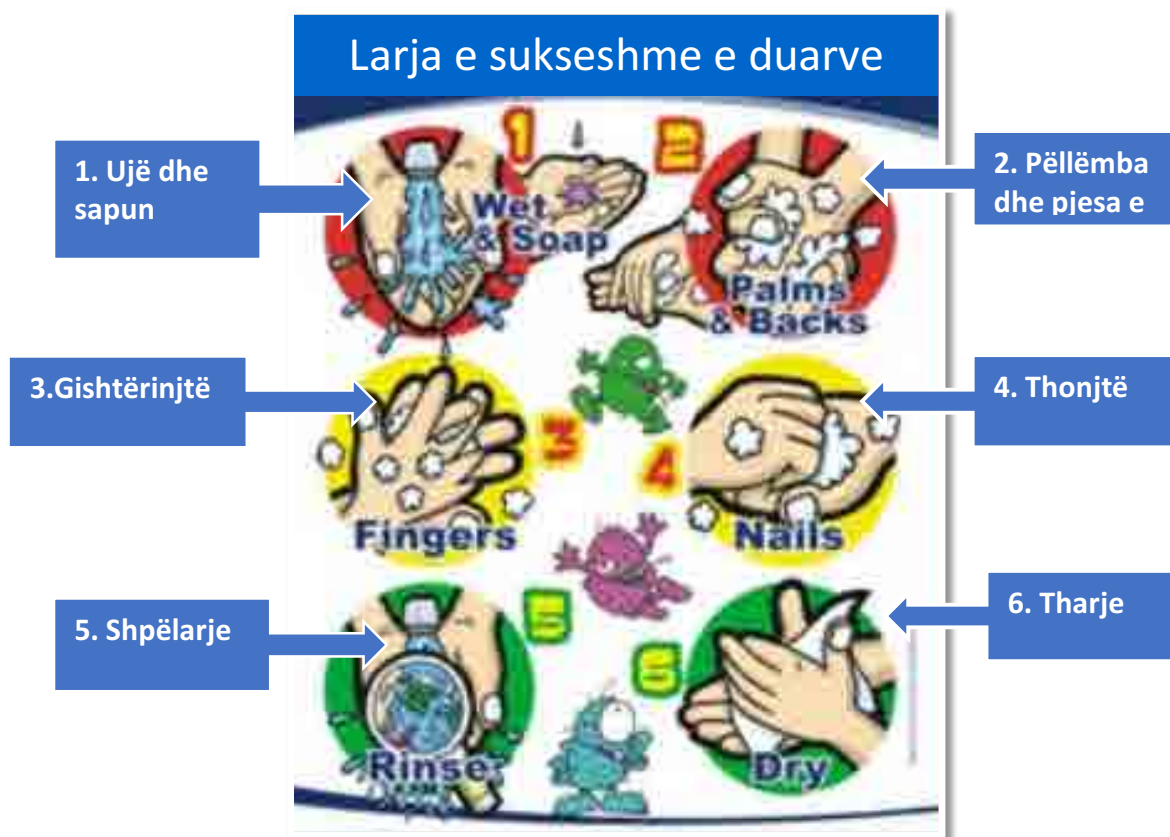 Larja e sukseshme e duarve
1. Ujë dhe
sapun
1
Wet
& Soap
2
Palms
& Backs
2. Pëllëmba
dhe pjesa e
3.Gishtërinjtë
Fingers
3
4
Nails
4. Thonjtë
5. Shpëlarje
5
Rinse
6
Dry
6. Tharje